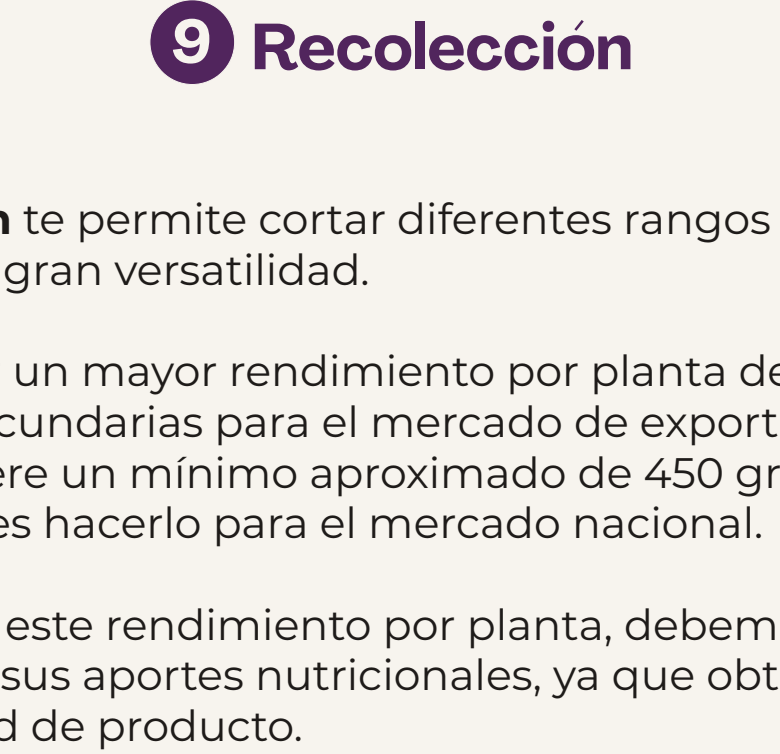 9 Recolección
n te permite cortar diferentes rangos
gran versatilidad.
un mayor rendimiento por planta de
cundarias para el mercado de export
ere un mínimo aproximado de 450 gr
es hacerlo para el mercado nacional.
este rendimiento por planta, debem
sus aportes nutricionales, ya que obt
d de producto.